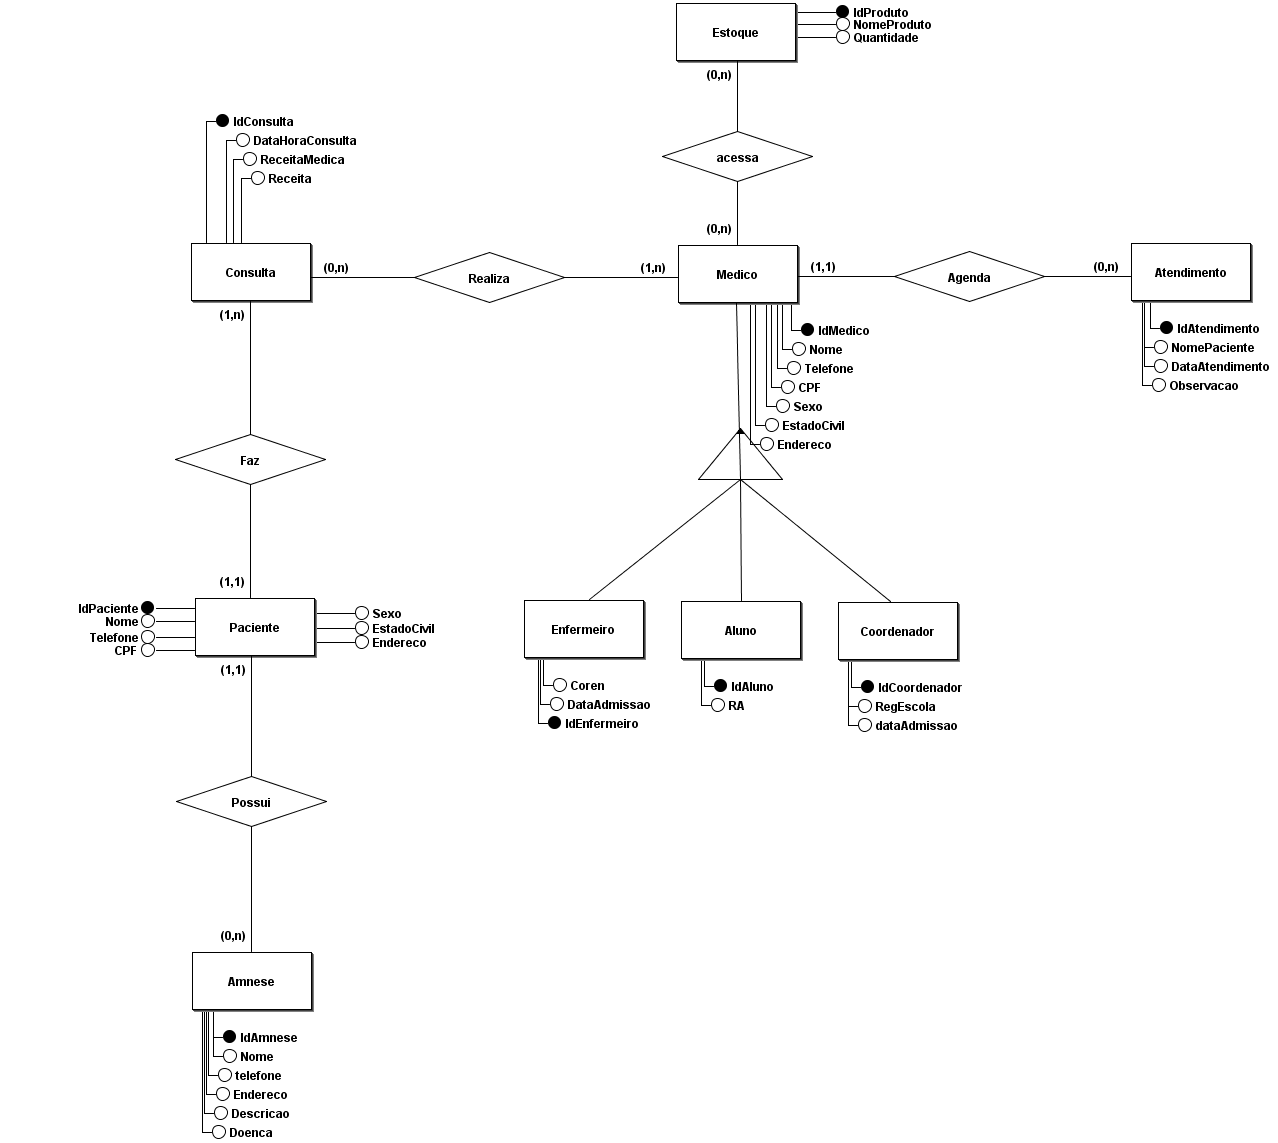 Estoque
IdProduto
NomeProduto
Quantidade
(0,n)
acessa
(0,n)
IdConsulta
DataHoraConsulta
ReceitaMedica
Receita
Consulta
(0,n)
Realiza
(1,n)
Medico
(1,1)
Agenda
(0,n)
Atendimento
(1,n)
IdMedico
Nome
Telefone
CPF
Sexo
EstadoCivil
Endereco
IdAtendimento
NomePaciente
DataAtendimento
Observacao
Faz
(1,1)
IdPaciente
Nome
Telefone
CPF
Paciente
Sexo
EstadoCivil
Endereco
(1,1)
Enfermeiro
Coren
DataAdmissao
IdEnfermeiro
Aluno
IdAluno
RA
Coordenador
IdCoordenador
RegEscola
dataAdmissao
Possui
(0,n)
Amnese
IdAmnese
Nome
telefone
Endereco
Descricao
Doenca